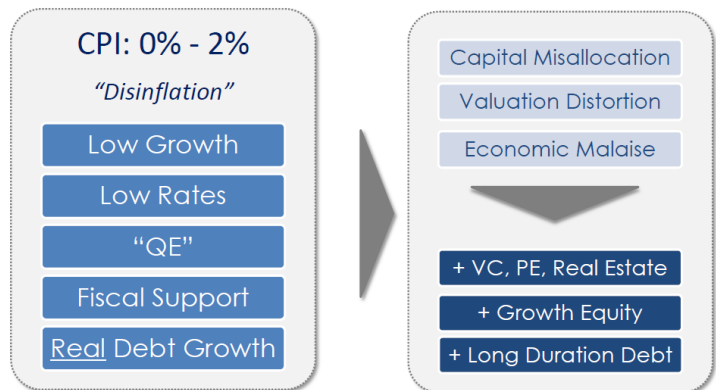 CPI: 0% - 2%
“Disinflation”
Low Growth
Low Rates
“QE”
Fiscal Support
Real Debt Growth
Capital Misallocation
Valuation Distortion
Economic Malaise
+ VC, PE, Real Estate
+ Growth Equity
+ Long Duration Debt